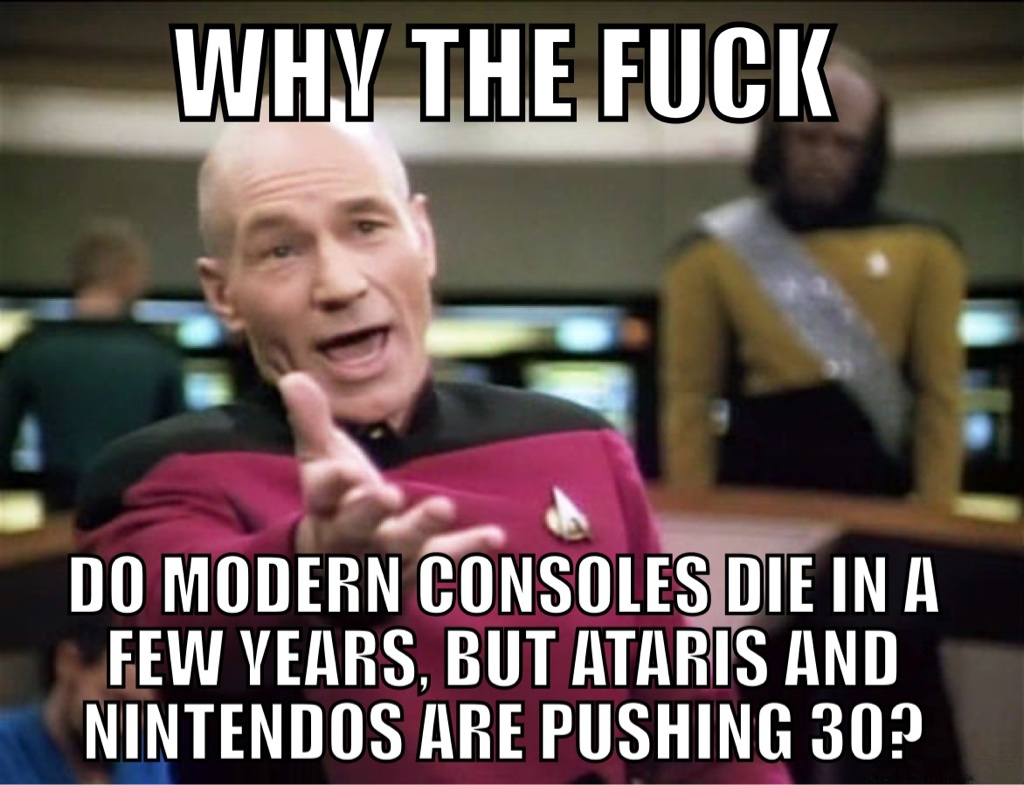 WHY THE FUCK
DO MODERN CONSOLES DIE IN A
FEW YEARS, BUT ATARIS AND
NINTENDOS ARE PUSHING 30?